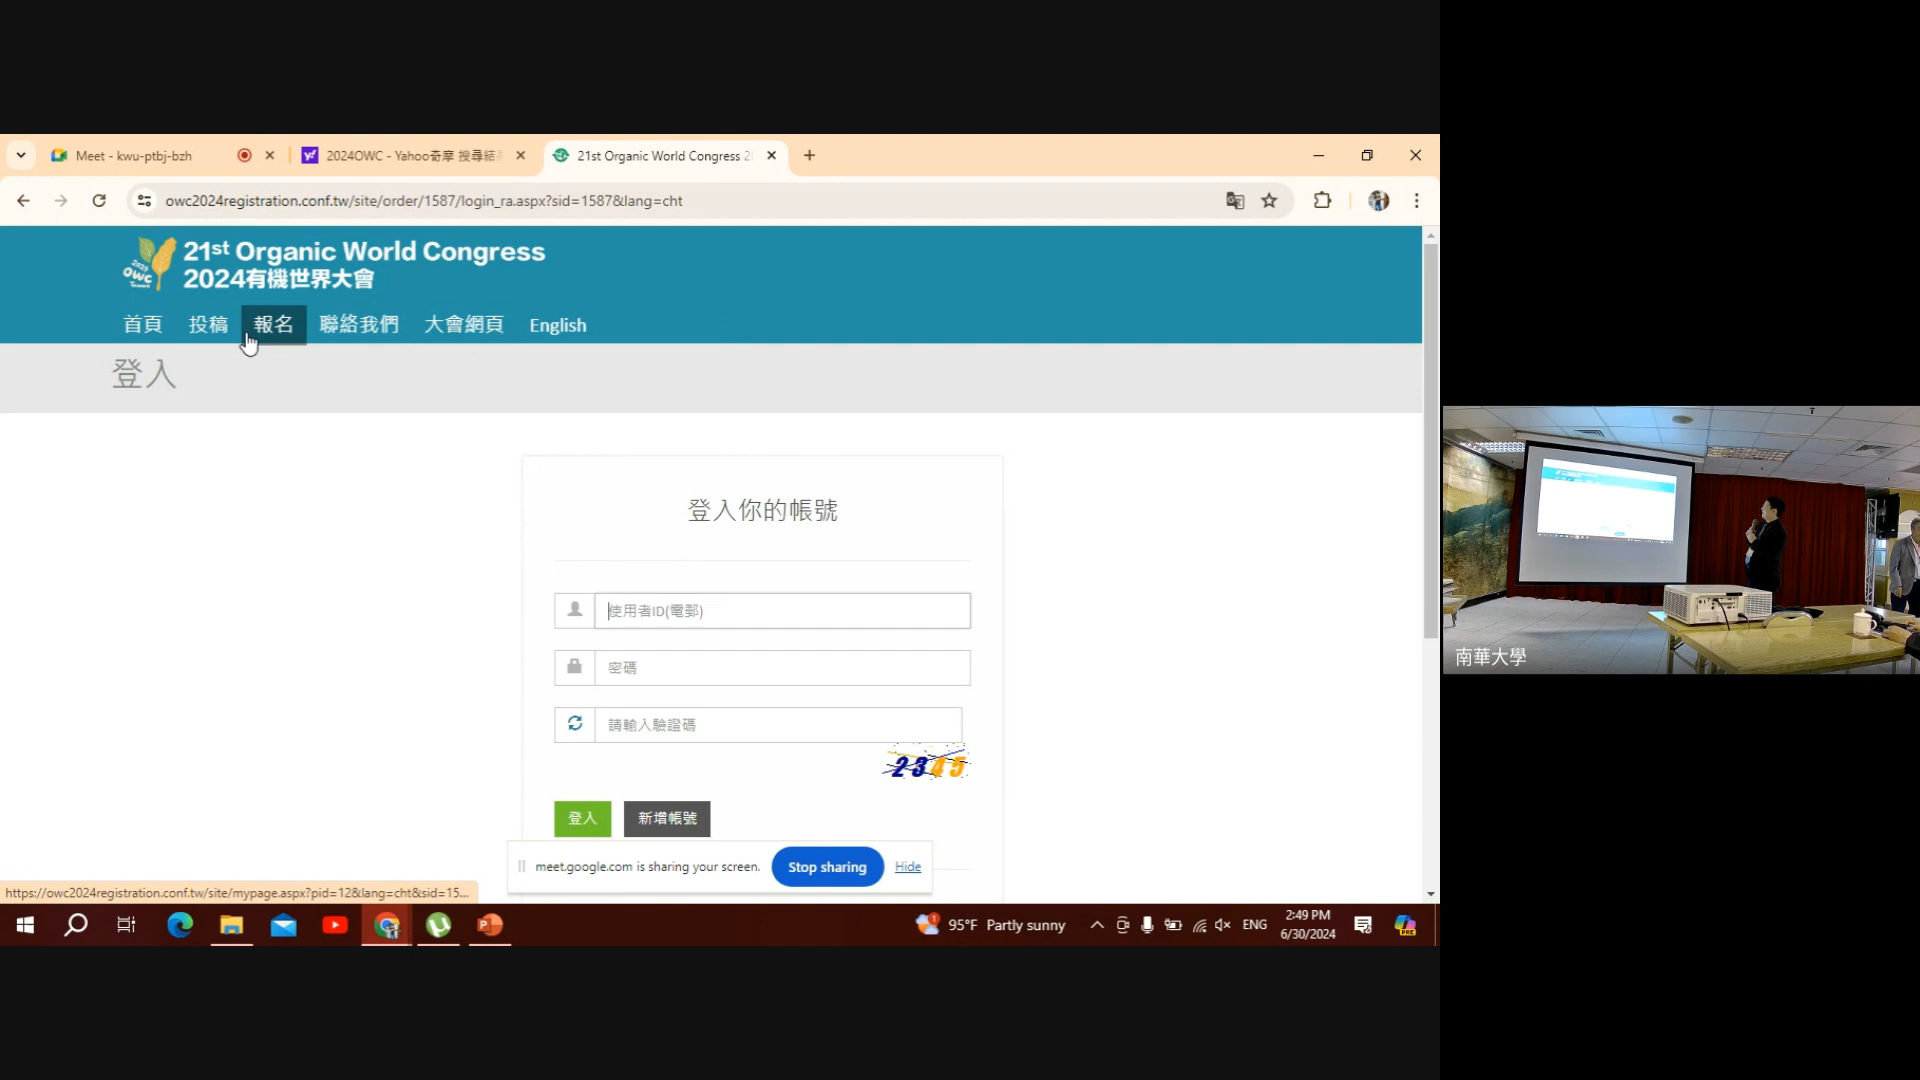 Meet - kwu-ptbj-bzh
2024OWC - Yahoo奇摩 搜尋結
21st Organic World Congress 2
owc2024registration.conf.tw/site/order/1587/login_ra.aspx?sid=1587&lang=cht
2024 OWC Taiwan
21st Organic World Congress
2024有機世界大會
首頁 投稿 報名 聯絡我們 大會網頁 English
登入
登入你的帳號
使用者ID(電郵)
密碼
請輸入驗證碼
2345
登入 新增帳號
meet.google.com is sharing your screen. Stop sharing Hide
https://owc2024registration.conf.tw/site/mypage.aspx?pid=12&lang=cht&sid=15...
95°F Partly sunny
ENG
2:49 PM
6/30/2024
南華大學